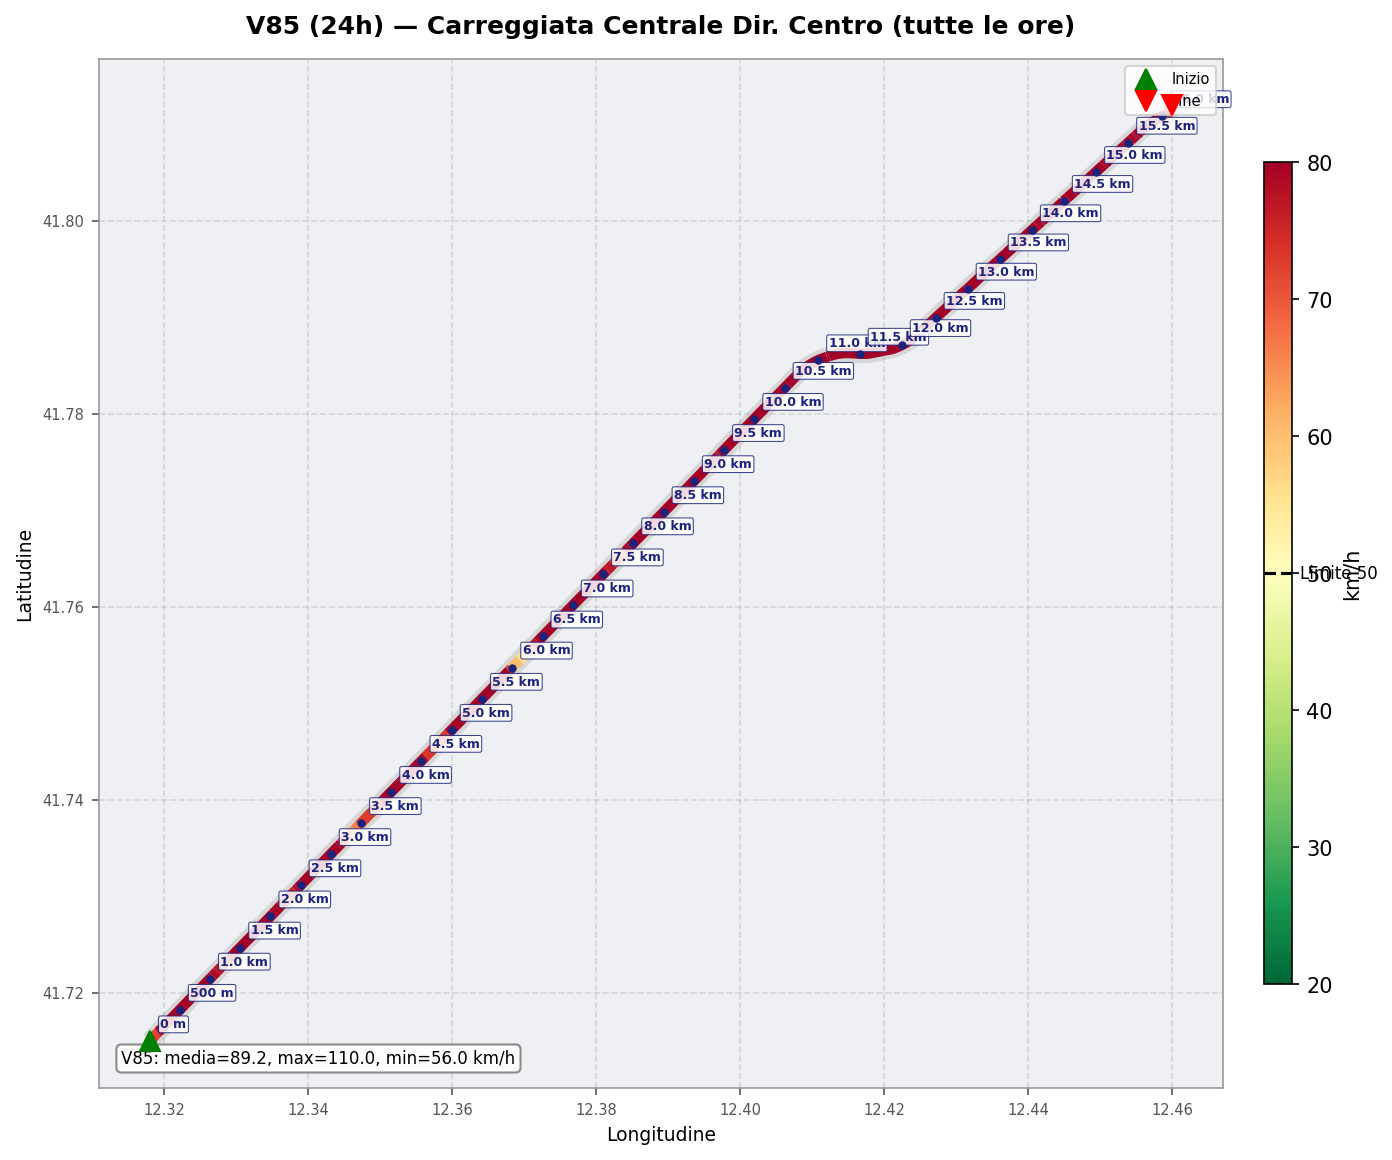 V85 (24h) — Carreggiata Centrale Dir. Centro (tutte le ore)
Inizio
km
15.5 km
15.0 km
14.5 km
14.0 km
13.5 km
13.0 km
12.5 km
12.0 km
11.5 km
11.0
10.5 km
10.0 km
9.5 km
9.0 km
8.5 km
8.0 km
7.5 km
7.0 km
6.5 km
6.0 km
5.5 km
5.0 km
4.5 km
4.0 km
3.5 km
3.0 km
2.5 km
2.0 km
1.5 km
1.0 km
500 m
0 m
V85: media=89.2, max=110.0, min=56.0 km/h
41.80
41.78
41.76
41.74
41.72
Latitudine
12.32
12.34
12.36
12.38
12.40
12.42
12.44
12.46
Longitudine
80
70
60
50
Limite 50
40
30
20
km/h